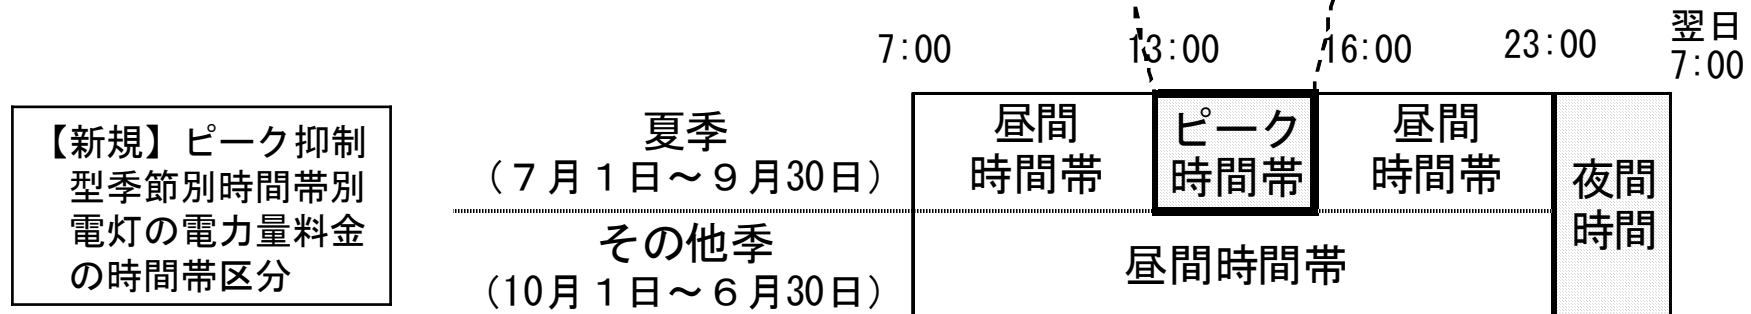 7:00
13:00
16:00
23:00
翌日
7:00
【新規】ピーク抑制
型季節別時間帯別
電灯の電力量料金
の時間帯区分
夏季
（７月１日～９月30日）
昼間
時間帯
ピーク
時間帯
昼間
時間帯
夜間
時間
その他季
（10月１日～６月30日）
昼間時間帯